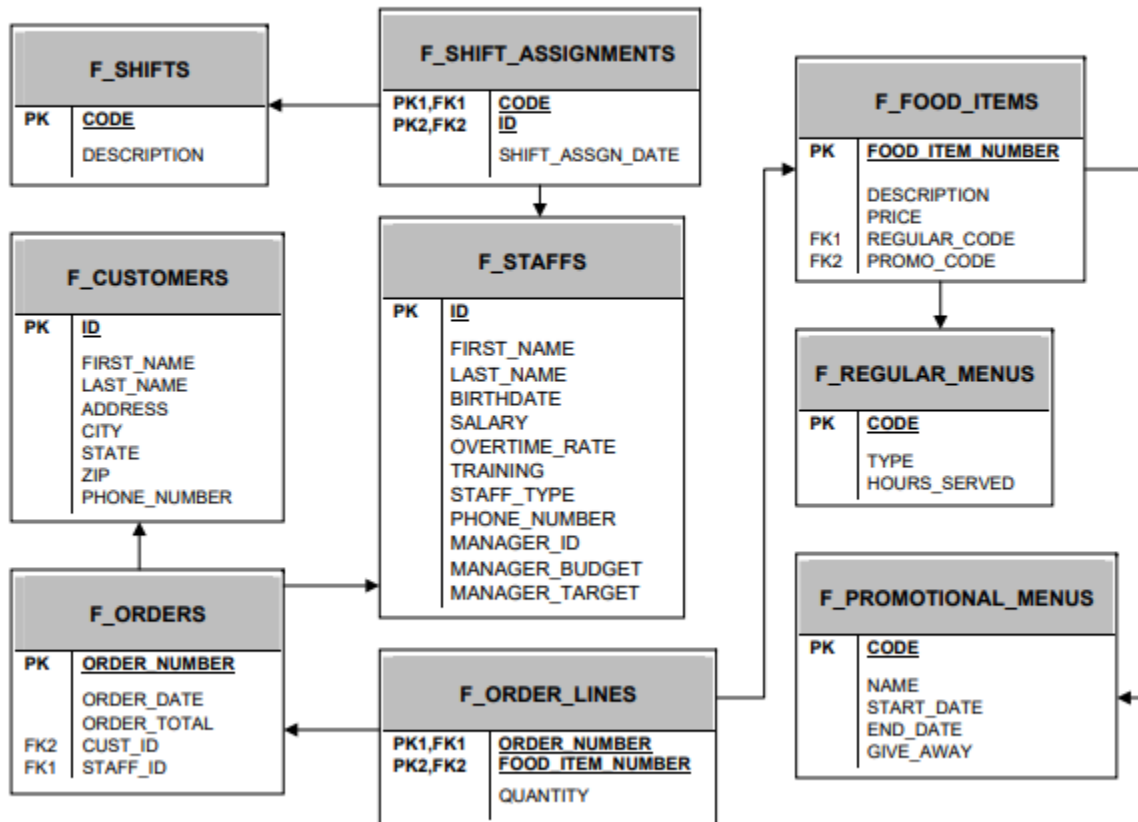 F_SHIFTS
PK CODE
DESCRIPTION
F_SHIFT_ASSIGNMENTS
PK1,FK1 CODE
PK2,FK2 ID
SHIFT_ASSGN_DATE
F_FOOD_ITEMS
PK FOOD_ITEM_NUMBER
DESCRIPTION
PRICE
FK1 REGULAR_CODE
FK2 PROMO_CODE
F_CUSTOMERS
PK ID
FIRST_NAME
LAST_NAME
ADDRESS
CITY
STATE
ZIP
PHONE_NUMBER
F_STAFFS
PK ID
FIRST_NAME
LAST_NAME
BIRTHDATE
SALARY
OVERTIME_RATE
TRAINING
STAFF_TYPE
PHONE_NUMBER
MANAGER_ID
MANAGER_BUDGET
MANAGER_TARGET
F_REGULAR_MENUS
PK CODE
TYPE
HOURS_SERVED
F_ORDERS
PK ORDER_NUMBER
ORDER_DATE
ORDER_TOTAL
FK2 CUST_ID
FK1 STAFF_ID
F_ORDER_LINES
PK1,FK1 ORDER_NUMBER
PK2,FK2 FOOD_ITEM_NUMBER
QUANTITY
F_PROMOTIONAL_MENUS
PK CODE
NAME
START_DATE
END_DATE
GIVE_AWAY